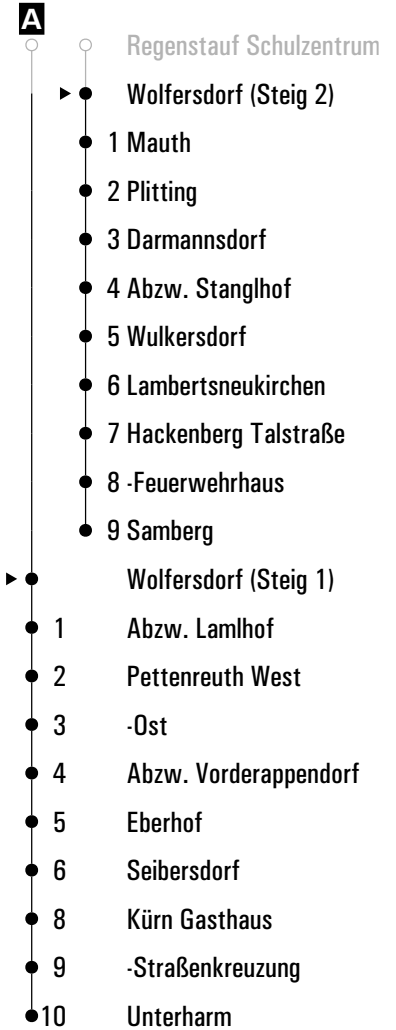 A
Regenstauf Schulzentrum
Wolfersdorf (Steig 2)
1 Mauth
2 Plitting
3 Darmannsdorf
4 Abzw. Stanglhof
5 Wulkersdorf
6 Lambertsneukirchen
7 Hackenberg Talstraße
8 -Feuerwehrhaus
9 Samberg
Wolfersdorf (Steig 1)
1 Abzw. Lamlhof
2 Pettenreuth West
3 -Ost
4 Abzw. Vorderappendorf
5 Eberhof
6 Seibersdorf
8 Kürn Gasthaus
9 -Straßenkreuzung
10 Unterharm